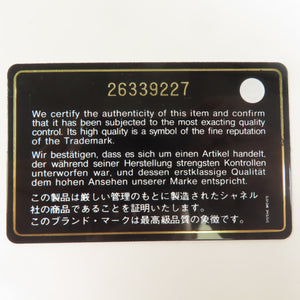 26339227
We certify the authenticity of this item and confirm
that it has been subjected to the most exacting quality
control. Its high quality is a symbol of the fine reputation
of the Trademark.
Wir bestätigen, dass es sich um einen Artikel handelt,
der während seiner Herstellung strengsten Kontrollen
unterworfen war, und dessen erstklassige Qualität
dem hohen Ansehen unserer Marke entspricht.
この製品は厳しい管理のもとに製造されたシャネル
社の商品であることを証明いたします。
このブランド・マークは最高級品質の象徴です。